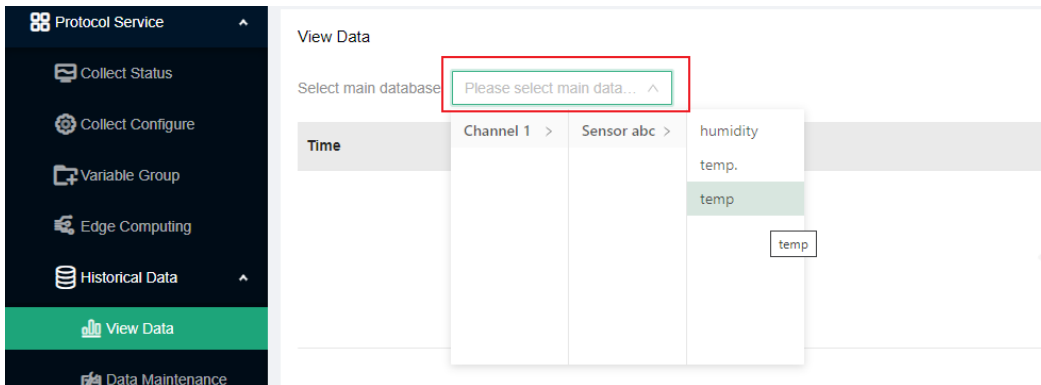 Protocol Service
Collect Status
Collect Configure
Variable Group
Edge Computing
Historical Data
View Data
Data Maintenance
View Data
Select main database
Please select main data...
Time
Channel 1 >
Sensor abc >
humidity
temp.
temp
temp